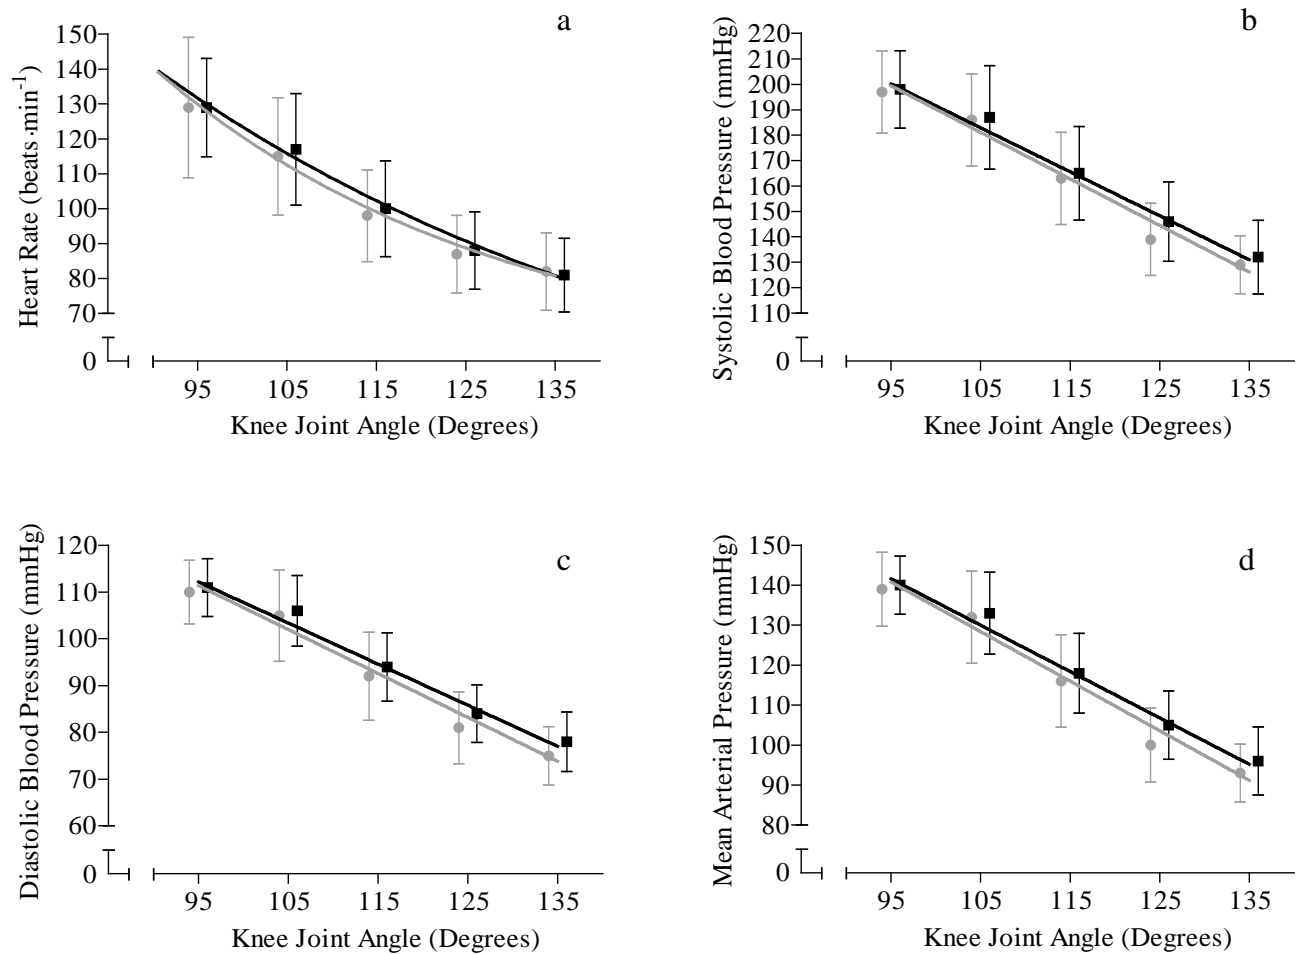 a
Heart Rate (beats·min⁻¹)
150
140
130
120
110
100
90
80
70
0
95 105 115 125 135
Knee Joint Angle (Degrees)
b
Systolic Blood Pressure (mmHg)
220
210
200
190
180
170
160
150
140
130
120
110
0
95 105 115 125 135
Knee Joint Angle (Degrees)
c
Diastolic Blood Pressure (mmHg)
120
110
100
90
80
70
60
0
95 105 115 125 135
Knee Joint Angle (Degrees)
d
Mean Arterial Pressure (mmHg)
150
140
130
120
110
100
90
80
0
95 105 115 125 135
Knee Joint Angle (Degrees)